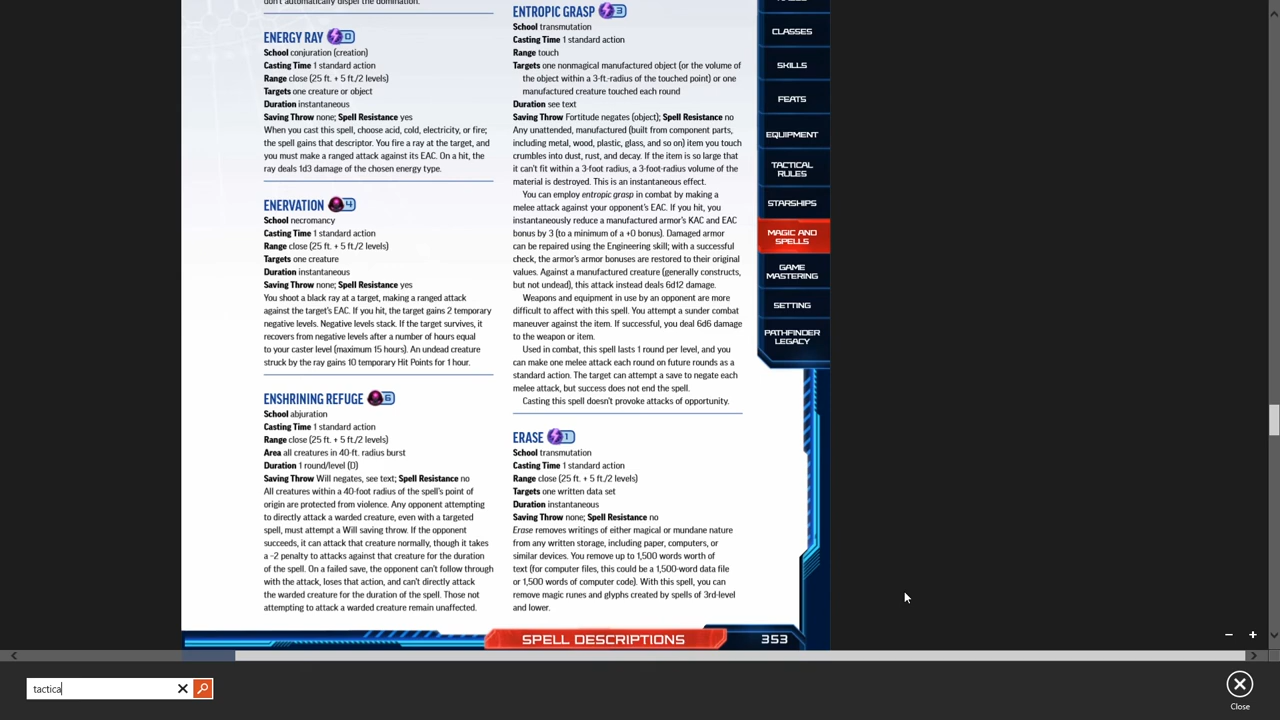 don't automatically dispel the domination.
ENERGY RAY 0
School conjuration (creation)
Casting Time 1 standard action
Range close (25 ft. + 5 ft./2 levels)
Targets one creature or object
Duration instantaneous
Saving Throw none; Spell Resistance yes
When you cast this spell, choose acid, cold, electricity, or fire;
the spell gains that descriptor. You fire a ray at the target, and
you must make a ranged attack against its EAC. On a hit, the
ray deals 1d3 damage of the chosen energy type.
ENERVATION 4
School necromancy
Casting Time 1 standard action
Range close (25 ft. + 5 ft./2 levels)
Targets one creature
Duration instantaneous
Saving Throw none; Spell Resistance yes
You shoot a black ray at a target, making a ranged attack
against the target's EAC. If you hit, the target gains 2 temporary
negative levels. Negative levels stack. If the target survives, it
recovers from negative levels after a number of hours equal
to your caster level (maximum 15 hours). An undead creature
struck by the ray gains 10 temporary Hit Points for 1 hour.
ENSHRINING REFUGE 6
School abjuration
Casting Time 1 standard action
Range close (25 ft. + 5 ft./2 levels)
Area all creatures in 40-ft. radius burst
Duration 1 round/level (D)
Saving Throw Will negates, see text; Spell Resistance no
All creatures within a 40-foot radius of the spell's point of
origin are protected from violence. Any opponent attempting
to directly attack a warded creature, even with a targeted
spell, must attempt a Will saving throw. If the opponent
succeeds, it can attack that creature normally, though it takes
a -2 penalty to attacks against that creature for the duration
of the spell. On a failed save, the opponent can't follow through
with the attack, loses that action, and can't directly attack
the warded creature for the duration of the spell. Those not
attempting to attack a warded creature remain unaffected.
ENTROPIC GRASP 3
School transmutation
Casting Time 1 standard action
Range touch
Targets one nonmagical manufactured object (or the volume of
the object within a 3-ft.-radius of the touched point) or one
manufactured creature touched each round
Duration see text
Saving Throw Fortitude negates (object); Spell Resistance no
Any unattended, manufactured (built from component parts,
including metal, wood, plastic, glass, and so on) item you touch
crumbles into dust, rust, and decay. If the item is so large that
it can't fit within a 3-foot radius, a 3-foot-radius volume of the
material is destroyed. This is an instantaneous effect.
You can employ entropic grasp in combat by making a
melee attack against your opponent's EAC. If you hit, you
instantaneously reduce a manufactured armor's KAC and EAC
bonus by 3 (to a minimum of a +0 bonus). Damaged armor
can be repaired using the Engineering skill; with a successful
check, the armor's armor bonuses are restored to their original
values. Against a manufactured creature (generally constructs,
but not undead), this attack instead deals 6d12 damage.
Weapons and equipment in use by an opponent are more
difficult to affect with this spell. You attempt a sunder combat
maneuver against the item. If successful, you deal 6d6 damage
to the weapon or item.
Used in combat, this spell lasts 1 round per level, and you
can make one melee attack each round on future rounds as a
standard action. The target can attempt a save to negate each
melee attack, but success does not end the spell.
Casting this spell doesn't provoke attacks of opportunity.
ERASE 1
School transmutation
Casting Time 1 standard action
Range close (25 ft. + 5 ft./2 levels)
Targets one written data set
Duration instantaneous
Saving Throw none; Spell Resistance no
Erase removes writings of either magical or mundane nature
from any written storage, including paper, computers, or
similar devices. You remove up to 1,500 words worth of
text (for computer files, this could be a 1,500-word data file
or 1,500 words of computer code). With this spell, you can
remove magic runes and glyphs created by spells of 3rd-level
and lower.
CLASSES
SKILLS
FEATS
EQUIPMENT
TACTICAL
RULES
STARSHIPS
MAGIC AND
SPELLS
GAME
MASTERING
SETTING
PATHFINDER
LEGACY
SPELL DESCRIPTIONS
353
tactica
Close